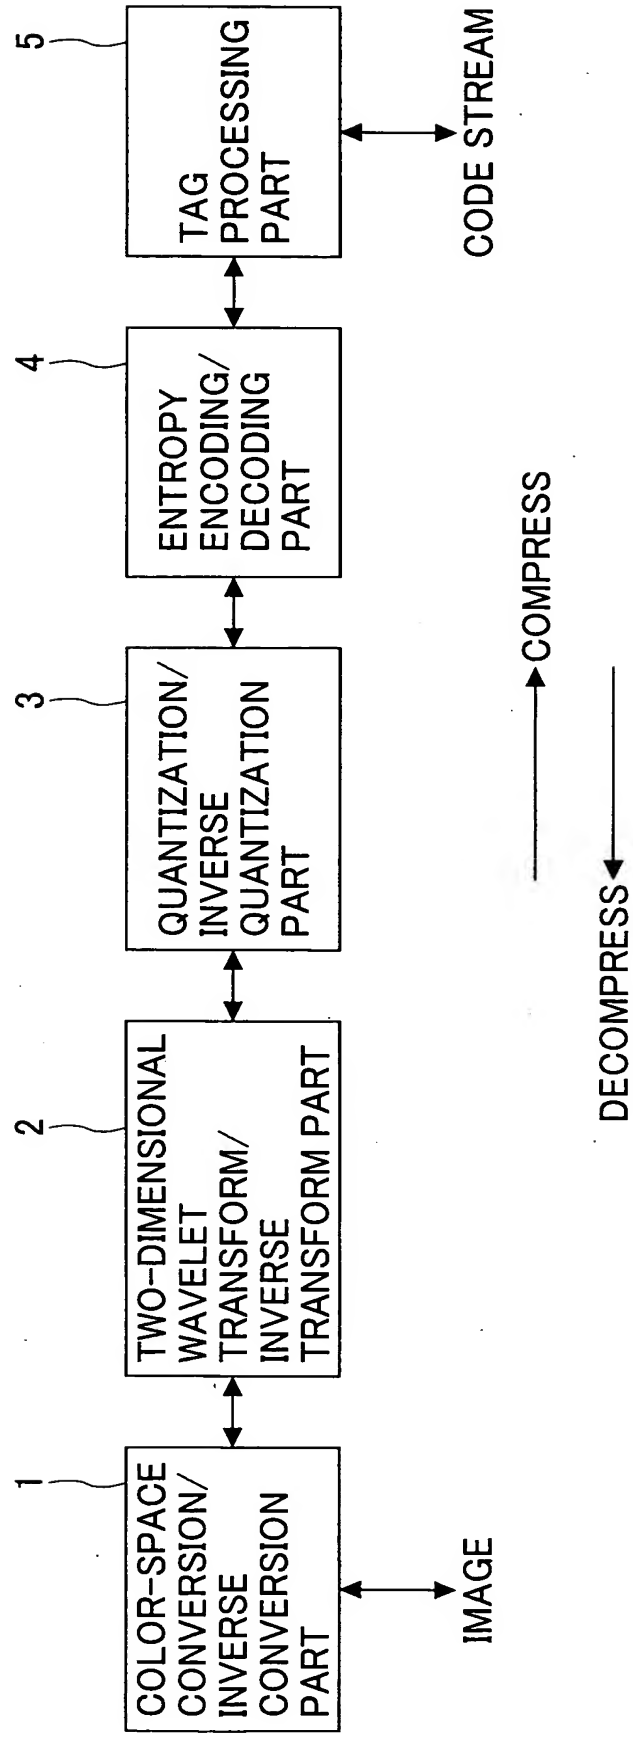 1
COLOR-SPACE
CONVERSION/
INVERSE
CONVERSION
PART
2
TWO-DIMENSIONAL
WAVELET
TRANSFORM/
INVERSE
TRANSFORM PART
3
QUANTIZATION/
INVERSE
QUANTIZATION
PART
4
ENTROPY
ENCODING/
DECODING
PART
5
TAG
PROCESSING
PART
IMAGE
CODE STREAM
COMPRESS
DECOMPRESS